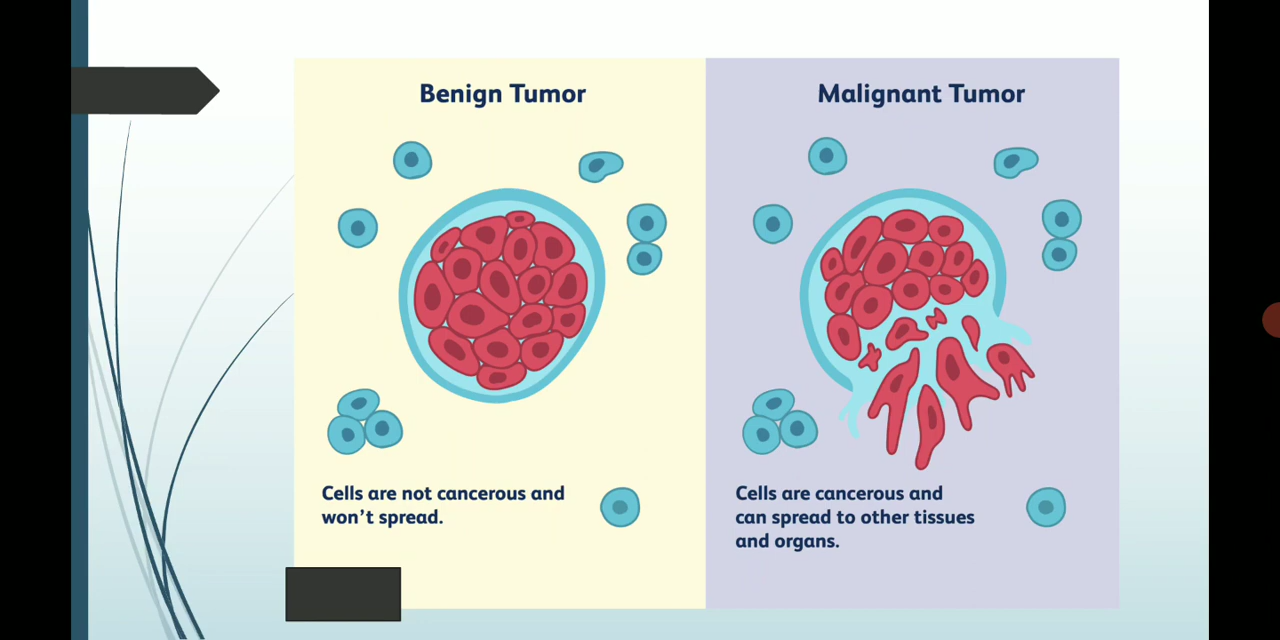 Benign Tumor
Cells are not cancerous and
won't spread.
Malignant Tumor
Cells are cancerous and
can spread to other tissues
and organs.